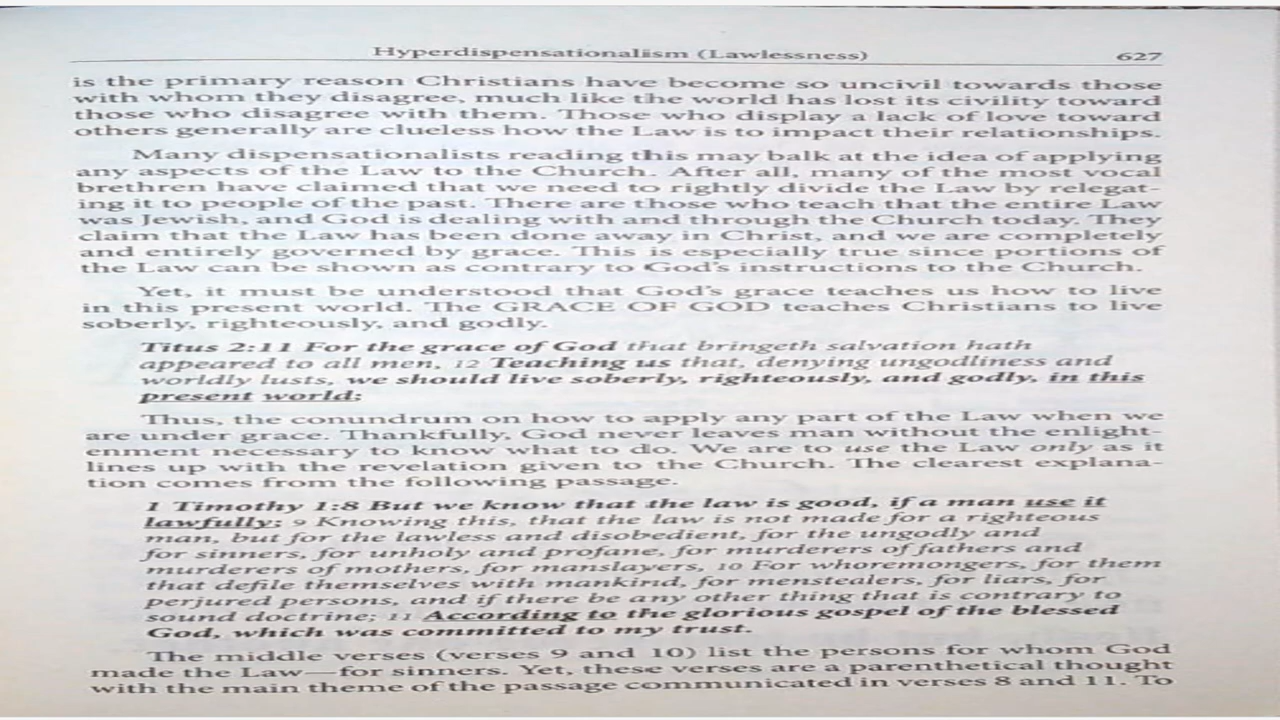 Hyperdispensationalism (Lawlessness) 627
is the primary reason Christians have become so uncivil towards those
with whom they disagree, much like the world has lost its civility toward
those who disagree with them. Those who display a lack of love toward
others generally are clueless how the Law is to impact their relationships.
Many dispensationalists reading this may balk at the idea of applying
any aspects of the Law to the Church. After all, many of the most vocal
brethren have claimed that we need to rightly divide the Law by relegat-
ing it to people of the past. There are those who teach that the entire Law
was Jewish, and God is dealing with and through the Church today. They
claim that the Law has been done away in Christ, and we are completely
and entirely governed by grace. This is especially true since portions of
the Law can be shown as contrary to God's instructions to the Church.
Yet, it must be understood that God's grace teaches us how to live
in this present world. The GRACE OF GOD teaches Christians to live
soberly, righteously, and godly.
Titus 2:11 For the grace of God that bringeth salvation hath
appeared to all men, 12 Teaching us that, denying ungodliness and
worldly lusts, we should live soberly, righteously, and godly, in this
present world;
Thus, the conundrum on how to apply any part of the Law when we
are under grace. Thankfully, God never leaves man without the enlight-
enment necessary to know what to do. We are to use the Law only as it
lines up with the revelation given to the Church. The clearest explana-
tion comes from the following passage.
1 Timothy 1:8 But we know that the law is good, if a man use it
lawfully; 9 Knowing this, that the law is not made for a righteous
man, but for the lawless and disobedient, for the ungodly and
for sinners, for unholy and profane, for murderers of fathers and
murderers of mothers, for manslayers, 10 For whoremongers, for them
that defile themselves with mankind, for menstealers, for liars, for
perjured persons, and if there be any other thing that is contrary to
sound doctrine; 11 According to the glorious gospel of the blessed
God, which was committed to my trust.
The middle verses (verses 9 and 10) list the persons for whom God
made the Law—for sinners. Yet, these verses are a parenthetical thought
with the main theme of the passage communicated in verses 8 and 11. To